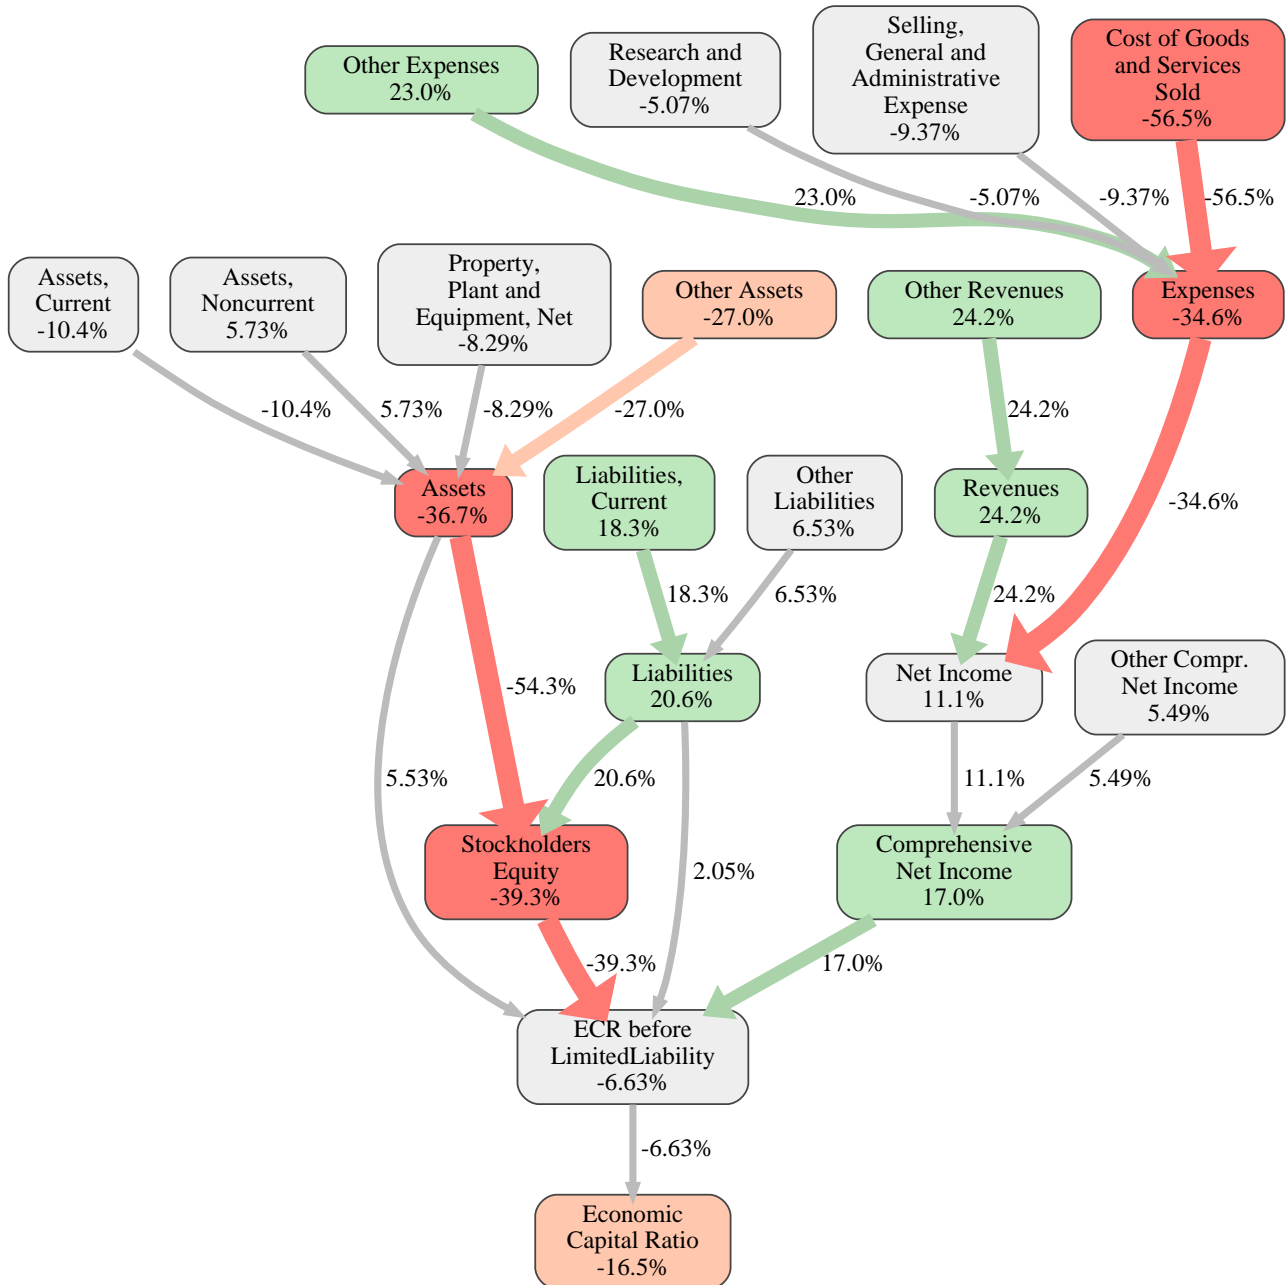 Other Expenses
23.0%
Research and
Development
-5.07%
Selling,
General and
Administrative
Expense
-9.37%
Cost of Goods
and Services
Sold
-56.5%
23.0%
-5.07%
-9.37%
-56.5%
Assets,
Current
-10.4%
Assets,
Noncurrent
5.73%
Property,
Plant and
Equipment, Net
-8.29%
Other Assets
-27.0%
Other Revenues
24.2%
Expenses
-34.6%
-10.4%
5.73%
-8.29%
-27.0%
24.2%
-34.6%
Assets
-36.7%
Liabilities,
Current
18.3%
Other
Liabilities
6.53%
Revenues
24.2%
18.3%
6.53%
24.2%
-54.3%
Liabilities
20.6%
Net Income
11.1%
Other Compr.
Net Income
5.49%
5.53%
20.6%
11.1%
5.49%
Stockholders
Equity
-39.3%
2.05%
Comprehensive
Net Income
17.0%
-39.3%
17.0%
ECR before
LimitedLiability
-6.63%
-6.63%
Economic
Capital Ratio
-16.5%